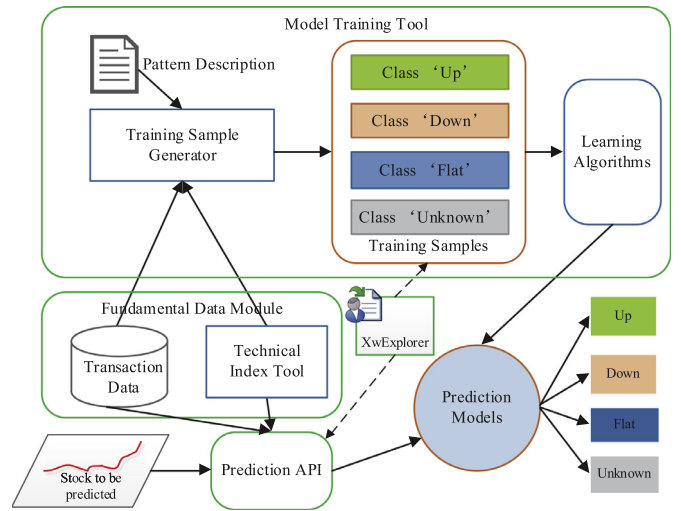 Model Training Tool
Pattern Description
Training Sample
Generator
Class ‘Up’
Class ‘Down’
Class ‘Flat’
Class ‘Unknown’
Training Samples
Learning
Algorithms
Fundamental Data Module
Transaction
Data
Technical
Index Tool
XwExplorer
Prediction
Models
Up
Down
Flat
Unknown
Stock to be
predicted
Prediction API